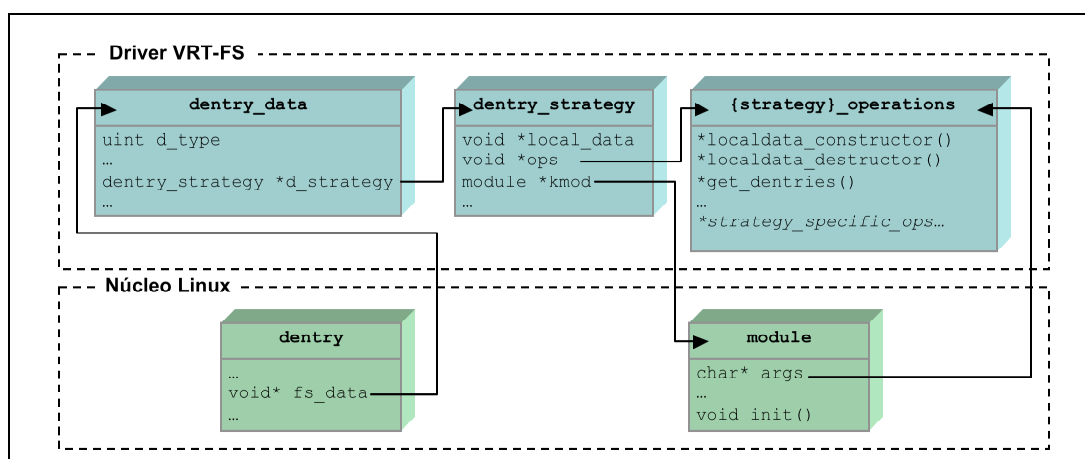 Driver VRT-FS
dentry_data
uint d_type
…
dentry_strategy *d_strategy
…
dentry_strategy
void *local_data
void *ops
module *kmod
…
{strategy}_operations
*localdata_constructor()
*localdata_destructor()
*get_dentries()
…
*strategy_specific_ops…
Núcleo Linux
dentry
…
void* fs_data
…
module
char* args
…
void init()